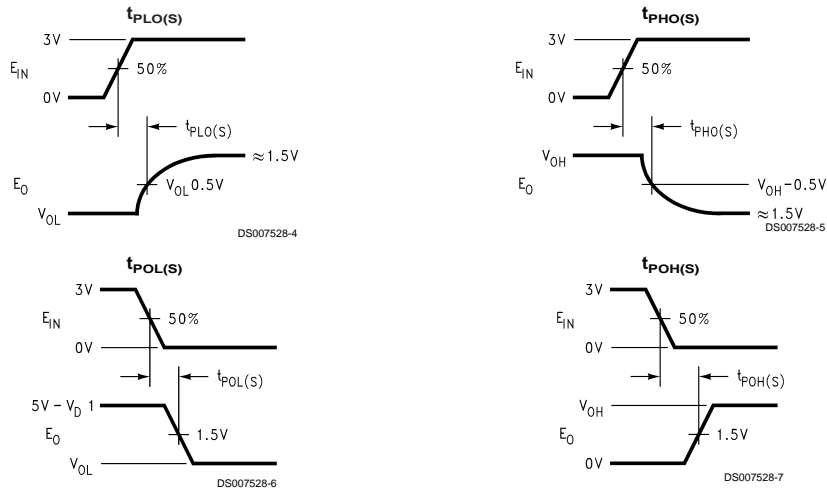 tPLO(S)
3V
EIN
50%
0V
tPLO(S)
≈1.5V
EO
VOL 0.5V
VOL
DS007528-4
tPHO(S)
3V
EIN
50%
0V
tPHO(S)
VOH
EO
VOH-0.5V
≈1.5V
DS007528-5
tPOL(S)
3V
EIN
50%
0V
tPOL(S)
5V - VD 1
EO
1.5V
VOL
DS007528-6
tPOH(S)
3V
EIN
50%
0V
tPOH(S)
VOH
EO
1.5V
0V
DS007528-7